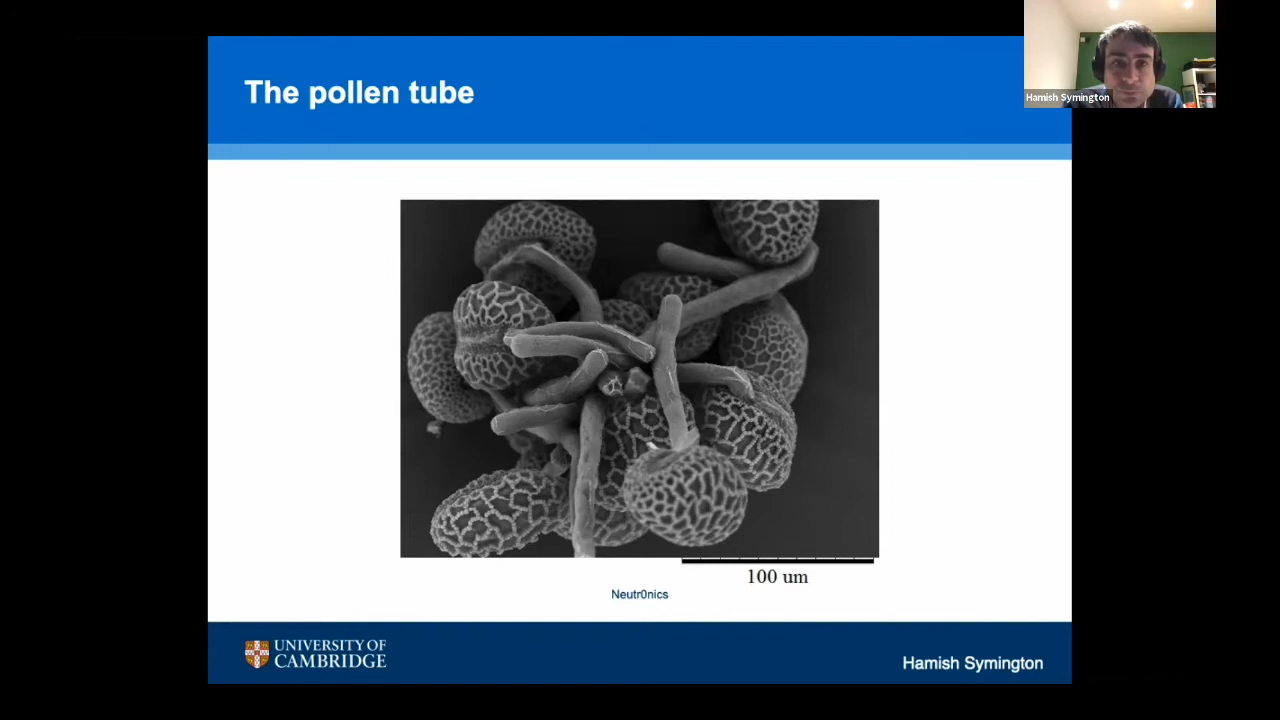 The pollen tube
Hamish Symington
100 um
Neutr0nics
UNIVERSITY OF
CAMBRIDGE
Hamish Symington